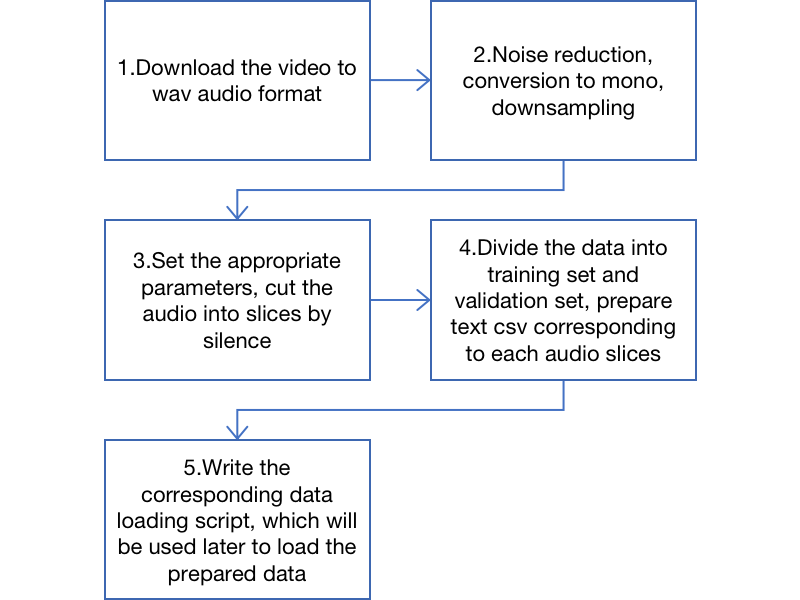 1.Download the video to
wav audio format
2.Noise reduction,
conversion to mono,
downsampling
3.Set the appropriate
parameters, cut the
audio into slices by
silence
4.Divide the data into
training set and
validation set, prepare
text csv corresponding
to each audio slices
5.Write the
corresponding data
loading script, which will
be used later to load the
prepared data